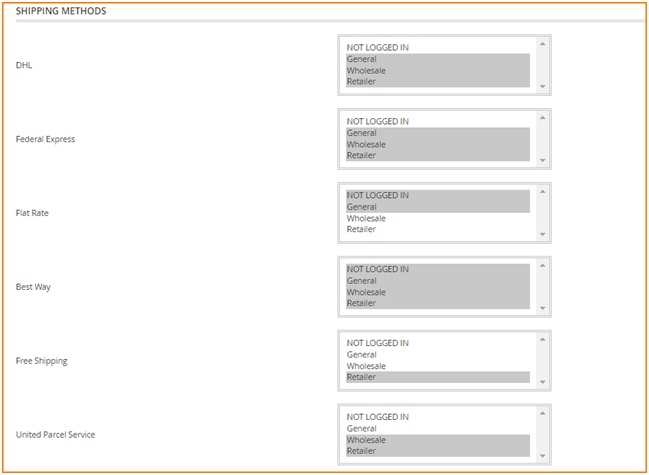 SHIPPING METHODS
DHL
NOT LOGGED IN
General
Wholesale
Retailer
Federal Express
NOT LOGGED IN
General
Wholesale
Retailer
Flat Rate
NOT LOGGED IN
General
Wholesale
Retailer
Best Way
NOT LOGGED IN
General
Wholesale
Retailer
Free Shipping
NOT LOGGED IN
General
Wholesale
Retailer
United Parcel Service
NOT LOGGED IN
General
Wholesale
Retailer